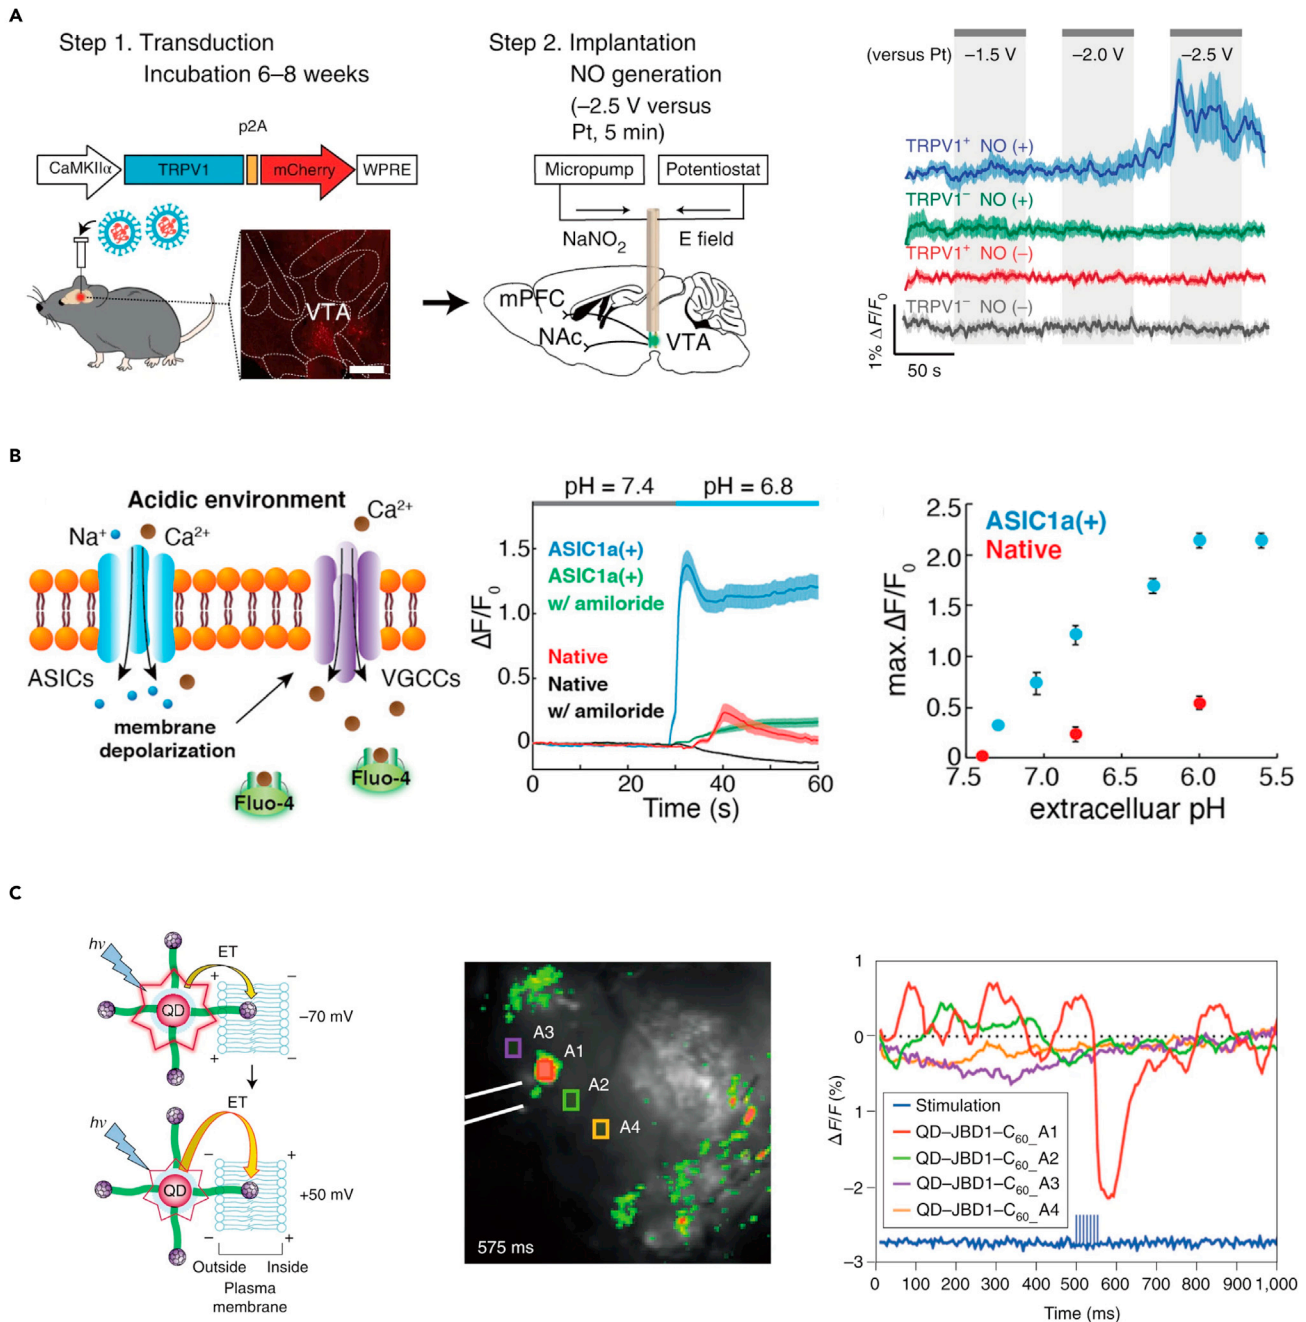 A
Step 1. Transduction
Incubation 6–8 weeks
p2A
CaMKIIα
TRPV1
mCherry
WPRE
VTA
Step 2. Implantation
NO generation
(–2.5 V versus
Pt, 5 min)
Micropump
Potentiostat
NaNO₂
E field
mPFC
NAc
VTA
(versus Pt)
–1.5 V
–2.0 V
–2.5 V
TRPV1⁺ NO (+)
TRPV1⁻ NO (+)
TRPV1⁺ NO (–)
TRPV1⁻ NO (–)
1% ΔF/F₀
50 s
B
Acidic environment
Na⁺
Ca²⁺
Ca²⁺
ASICs
VGCCs
membrane
depolarization
Fluo-4
Fluo-4
pH = 7.4
pH = 6.8
ASIC1a(+)
ASIC1a(+)
w/ amiloride
Native
Native
w/ amiloride
ΔF/F₀
1.5
1.0
0.5
0
0
20
40
60
Time (s)
ASIC1a(+)
Native
max. ΔF/F₀
2.5
2.0
1.5
1.0
0.5
0
7.5
7.0
6.5
6.0
5.5
extracelluar pH
C
hν
ET
QD
+
–
+
–
–70 mV
hν
ET
QD
–
+
–
+
+50 mV
Outside
Inside
Plasma
membrane
A3
A1
A2
A4
575 ms
ΔF/F (%)
1
0
1
–2
–3
Stimulation
QD–JBD1–C₆₀_A1
QD–JBD1–C₆₀_A2
QD–JBD1–C₆₀_A3
QD–JBD1–C₆₀_A4
0
100
200
300
400
500
600
700
800
900
1,000
Time (ms)